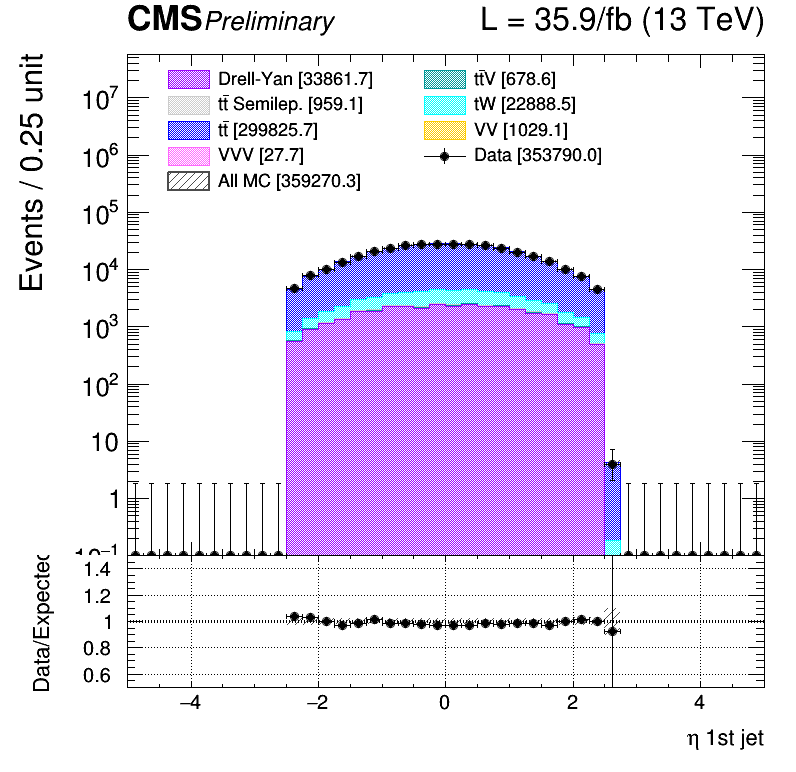 CMS Preliminary L = 35.9/fb (13 TeV)
Events / 0.25 unit
Drell-Yan [33861.7]
tt̄ Semilep. [959.1]
tt̄ [299825.7]
VVV [27.7]
All MC [359270.3]
tt̄V [678.6]
tW [22888.5]
VV [1029.1]
Data [353790.0]
10⁷
10⁶
10⁵
10⁴
10³
10²
10
1
10⁻¹
Data/Expected
1.4
1.2
1
0.8
0.6
−4 −2 0 2 4
η 1st jet